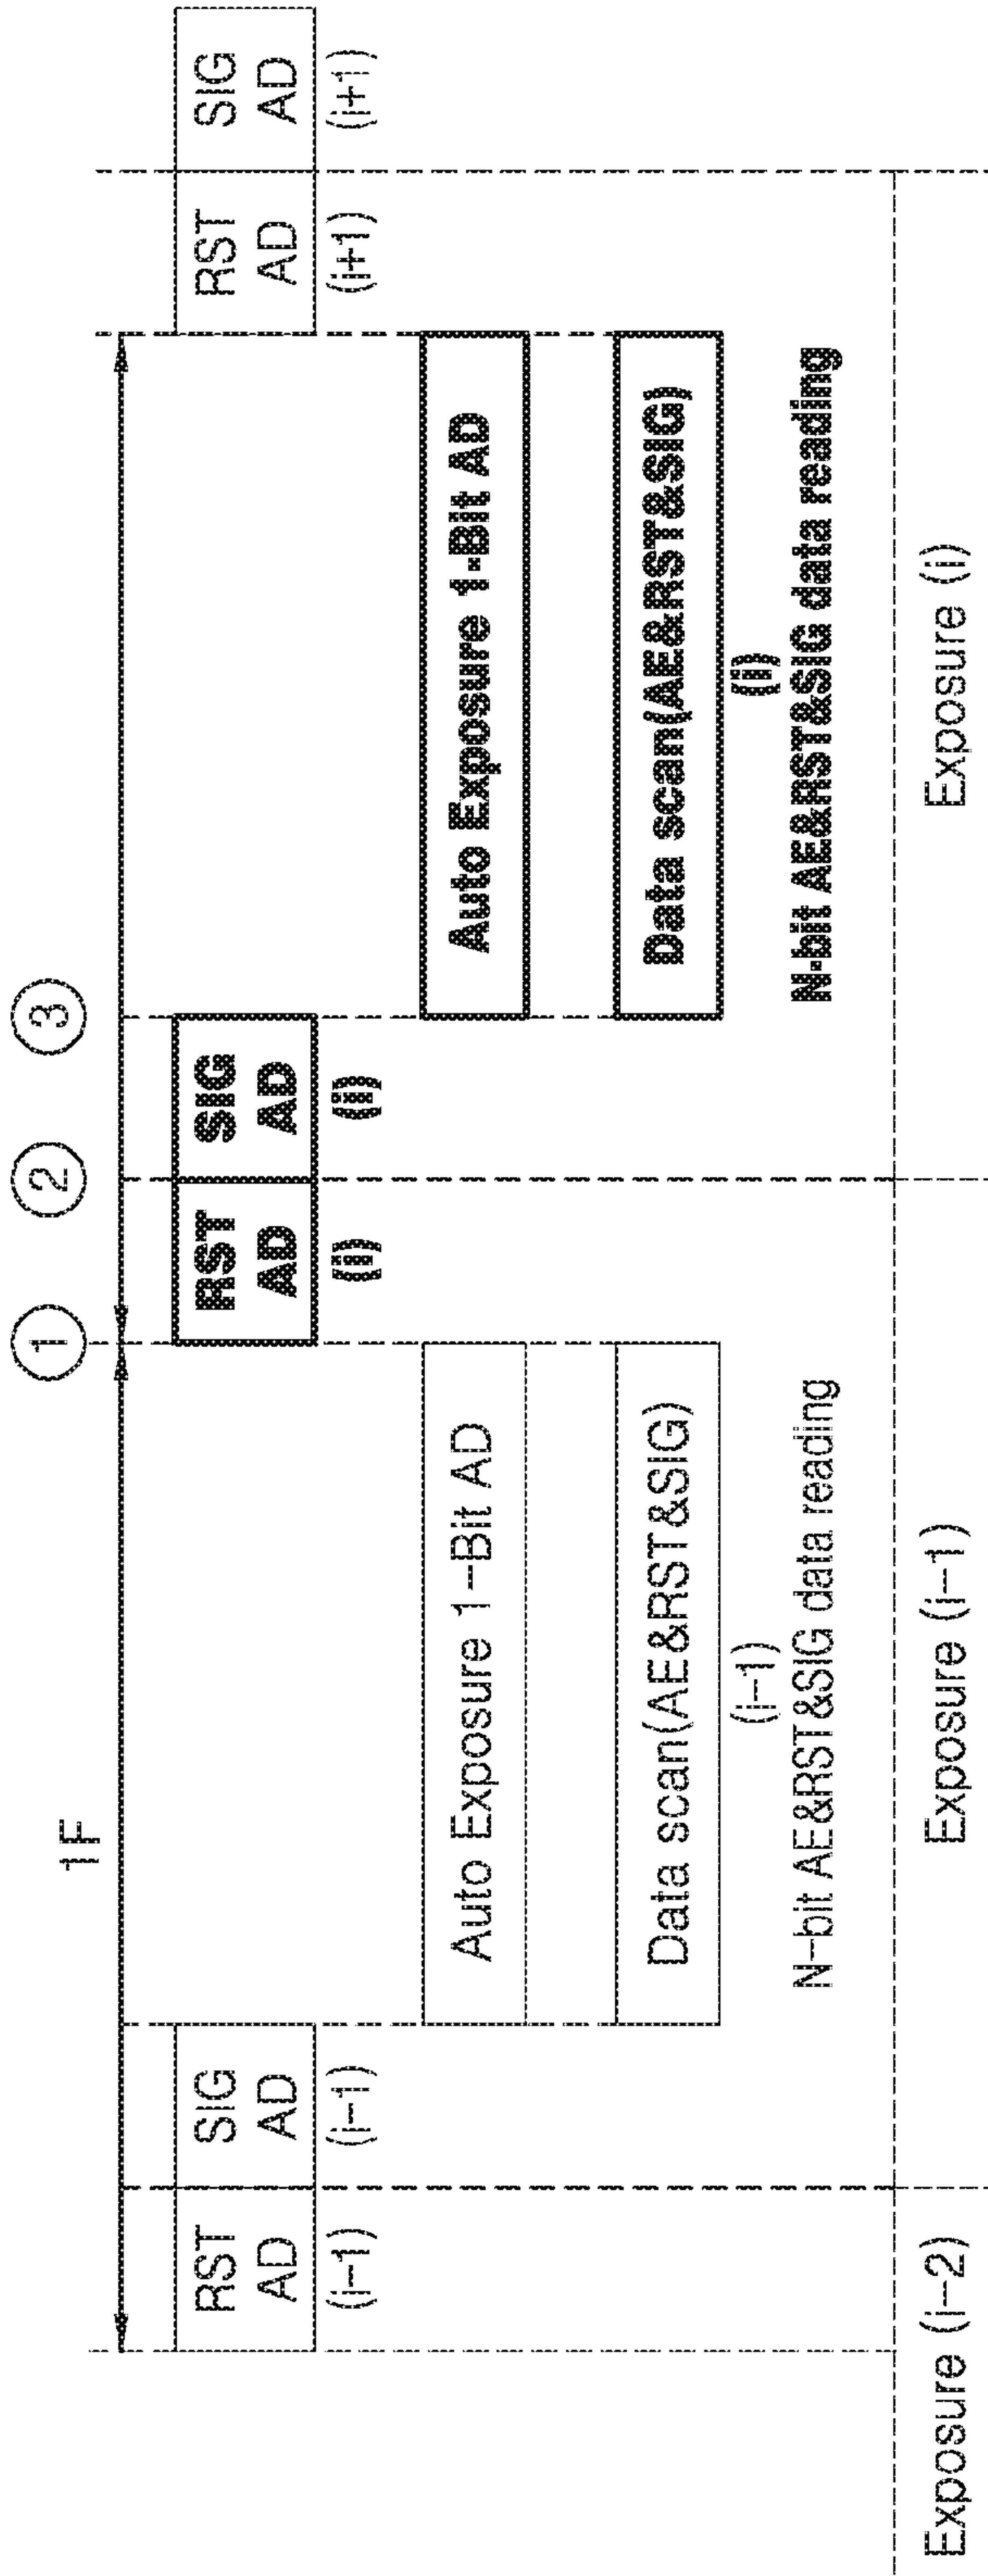 1F
① ② ③
RST
AD
(i−1)
SIG
AD
(i−1)
RST
AD
(i)
SIG
AD
(i)
RST
AD
(i+1)
SIG
AD
(i+1)
Auto Exposure 1−Bit AD
Auto Exposure 1-Bit AD
Data scan(AE&RST&SIG)
(i−1)
N−bit AE&RST&SIG data reading
Data scan(AE&RST&SIG)
(i)
N-bit AE&RST&SIG data reading
Exposure (i−2)
Exposure (i−1)
Exposure (i)